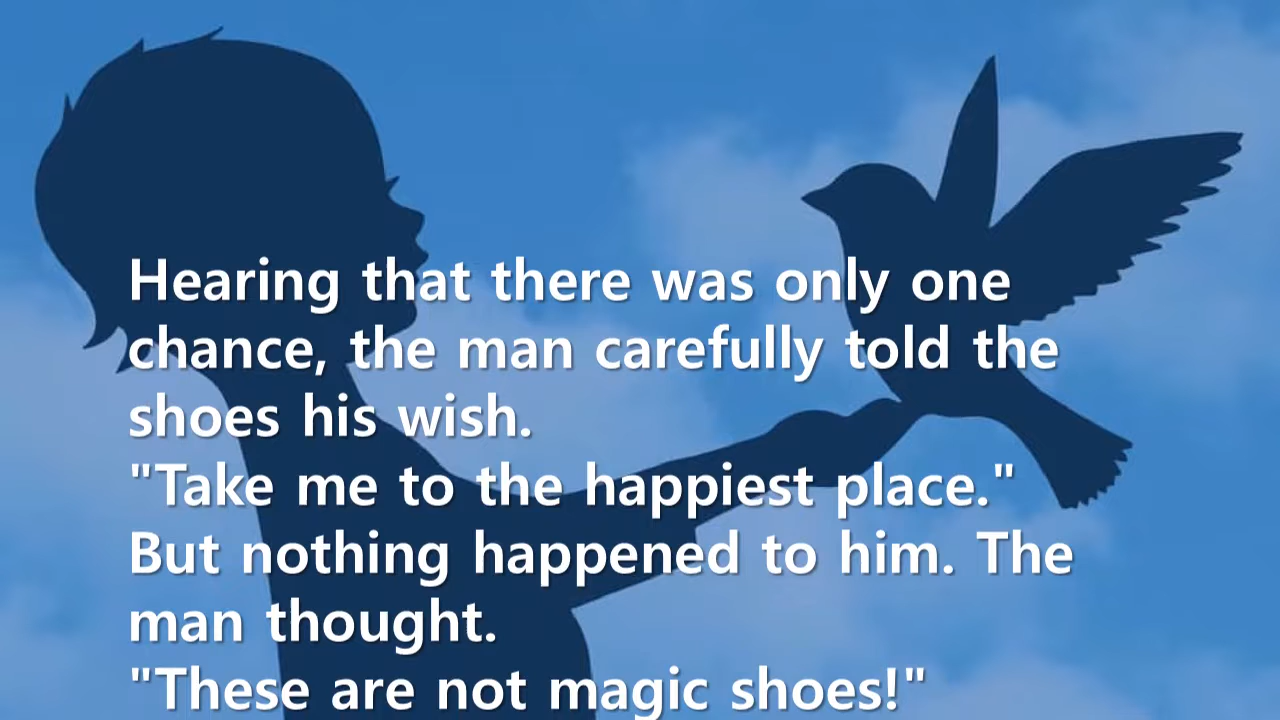 Hearing that there was only one
chance, the man carefully told the
shoes his wish.
"Take me to the happiest place."
But nothing happened to him. The
man thought.
"These are not magic shoes!"